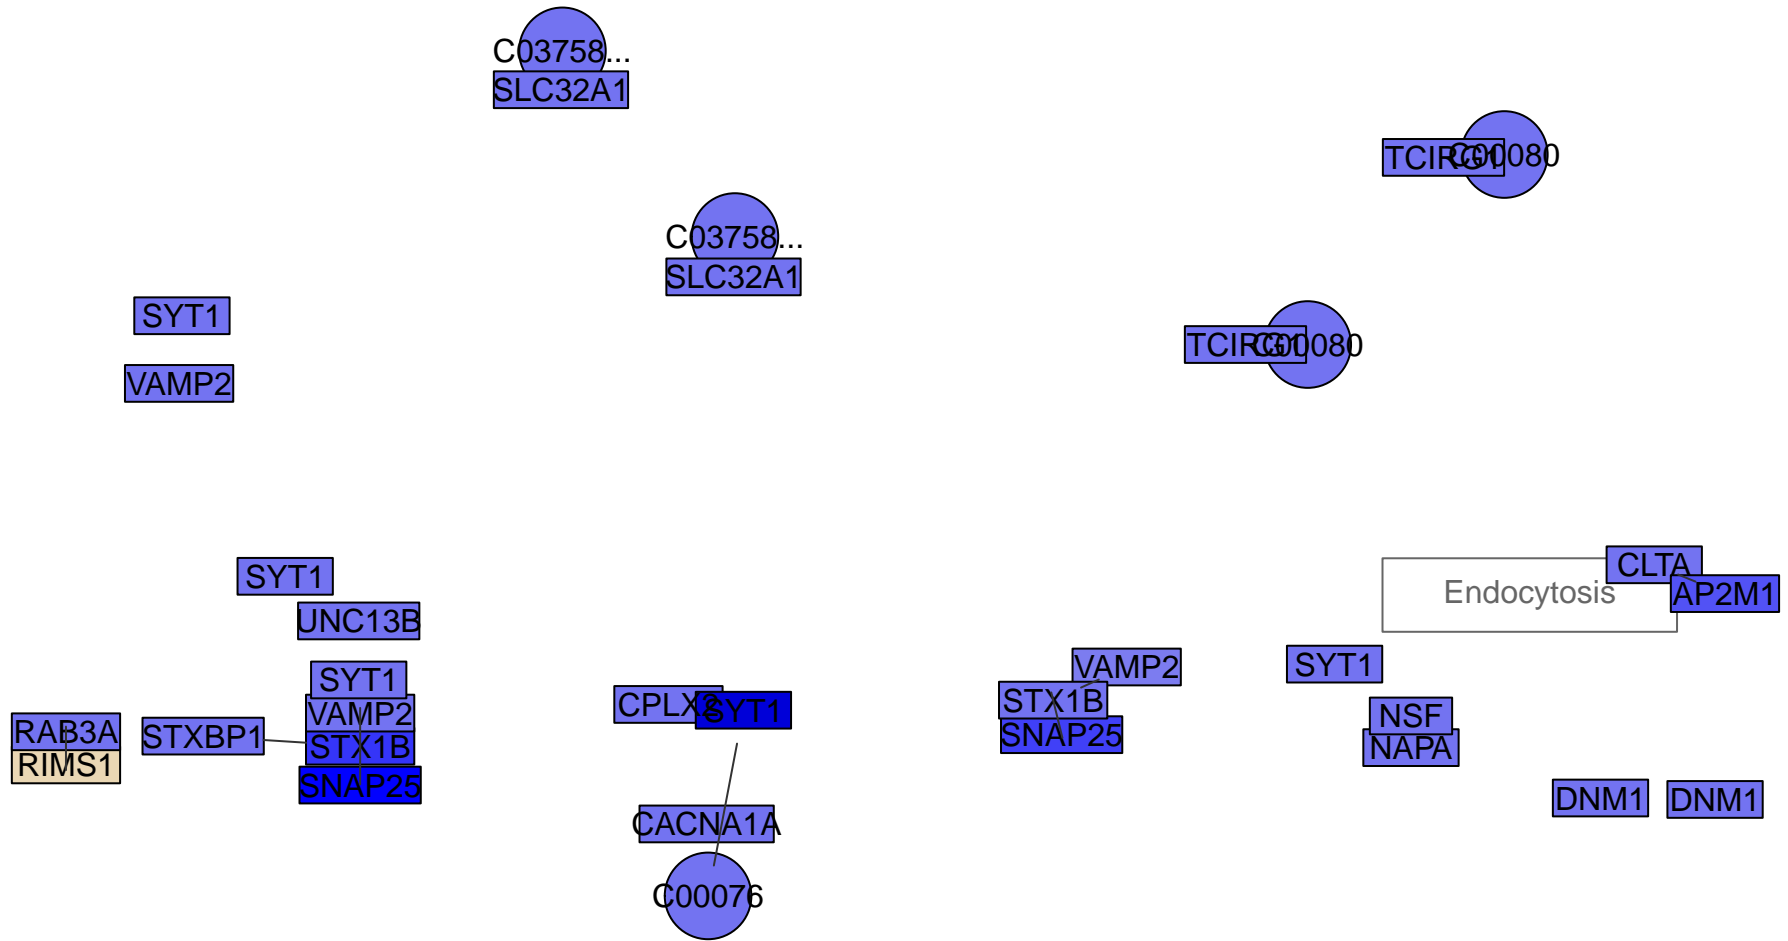 C03758...
SLC32A1
TCIRG1
C00080
C03758...
SLC32A1
SYT1
TCIRG1
C00080
VAMP2
SYT1
UNC13B
CLTA
Endocytosis
AP2M1
SYT1
VAMP2
STXBP1
STX1B
SNAP25
RAB3A
RIMS1
CPLX2
SYT1
CACNA1A
C00076
VAMP2
STX1B
SNAP25
SYT1
NSF
NAPA
DNM1
DNM1